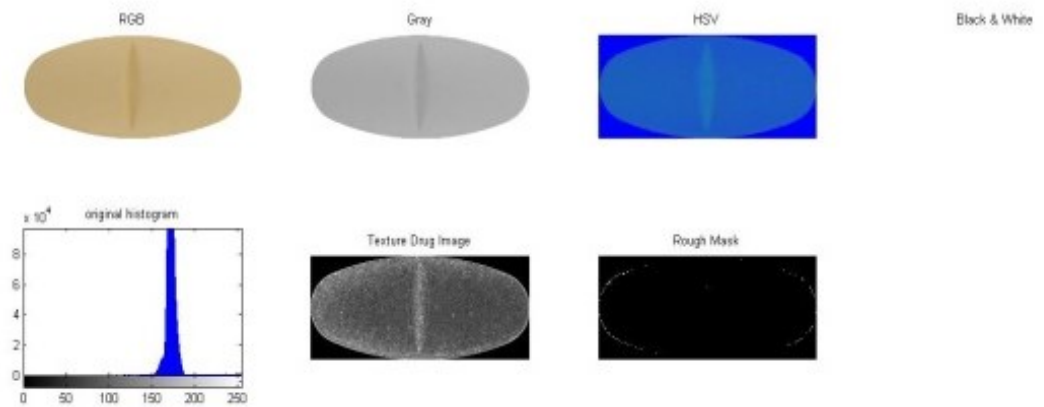 RGB
Gray
HSV
Black & White
x 10^4
original histogram
8
6
4
2
0
0 50 100 150 200 250
Texture Drug Image
Rough Mask